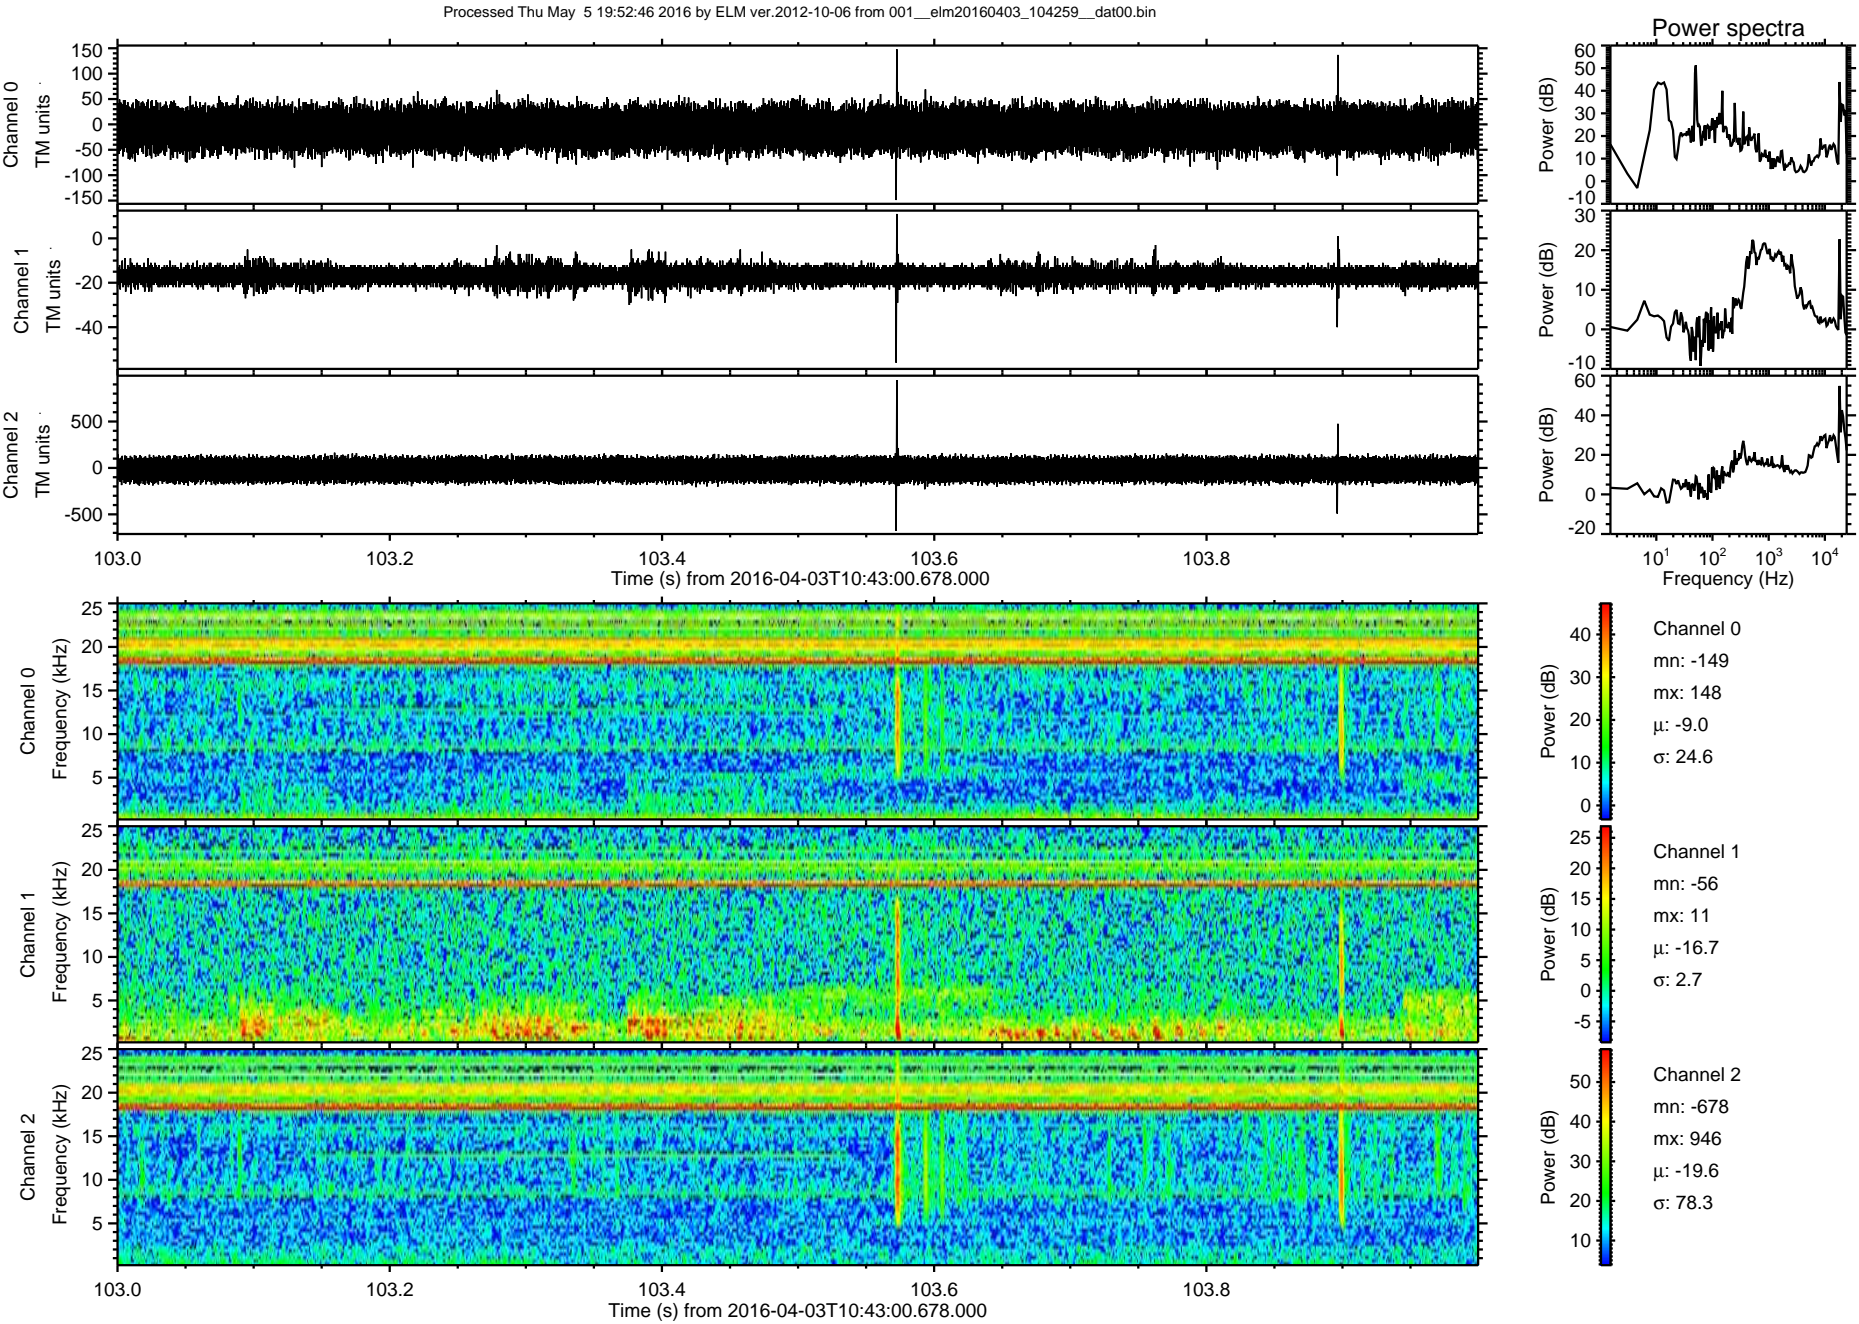 Processed Thu May  5 19:52:46 2016 by ELM ver.2012-10-06 from 001__elm20160403_104259__dat00.bin
Power spectra
Channel 0
TM units
150
100
50
0
-50
-100
-150
Power (dB)
60
50
40
30
20
10
0
-10
Channel 1
TM units
0
-20
-40
Power (dB)
30
20
10
0
-10
Channel 2
TM units
500
0
-500
Power (dB)
60
40
20
0
-20
103.0 103.2 103.4 103.6 103.8
Time (s) from 2016-04-03T10:43:00.678.000
10^1 10^2 10^3 10^4
Frequency (Hz)
Channel 0
Frequency (kHz)
25
20
15
10
5
Power (dB)
40
30
20
10
0
Channel 0
mn: -149
mx: 148
µ: -9.0
σ: 24.6
Channel 1
Frequency (kHz)
25
20
15
10
5
Power (dB)
25
20
15
10
5
0
-5
Channel 1
mn: -56
mx: 11
µ: -16.7
σ: 2.7
Channel 2
Frequency (kHz)
25
20
15
10
5
Power (dB)
50
40
30
20
10
Channel 2
mn: -678
mx: 946
µ: -19.6
σ: 78.3
103.0 103.2 103.4 103.6 103.8
Time (s) from 2016-04-03T10:43:00.678.000